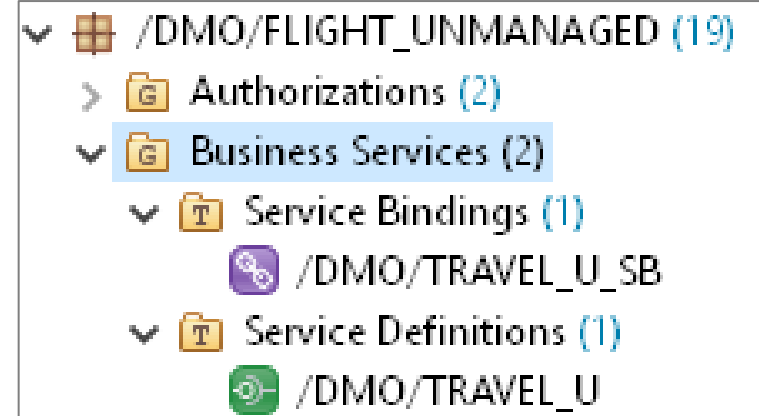 /DMO/FLIGHT_UNMANAGED (19)
G Authorizations (2)
G Business Services (2)
T Service Bindings (1)
/DMO/TRAVEL_U_SB
T Service Definitions (1)
/DMO/TRAVEL_U